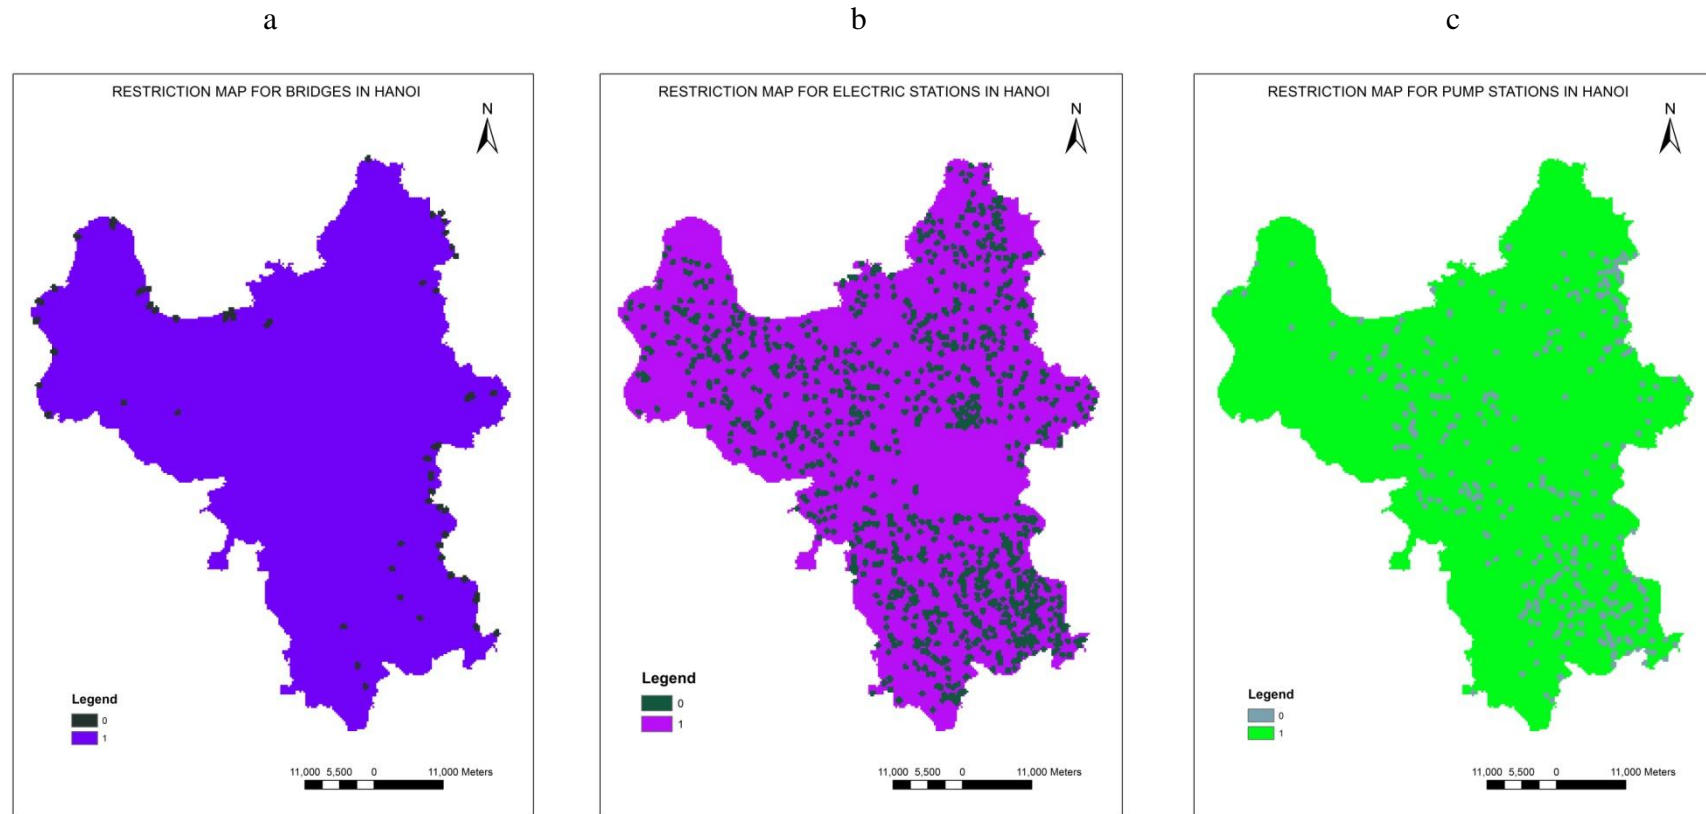 a
b
c
RESTRICTION MAP FOR BRIDGES IN HANOI
N
Legend
0
1
11,000 5,500 0 11,000 Meters
RESTRICTION MAP FOR ELECTRIC STATIONS IN HANOI
N
Legend
0
1
11,000 5,500 0 11,000 Meters
RESTRICTION MAP FOR PUMP STATIONS IN HANOI
N
Legend
0
1
11,000 5,500 0 11,000 Meters